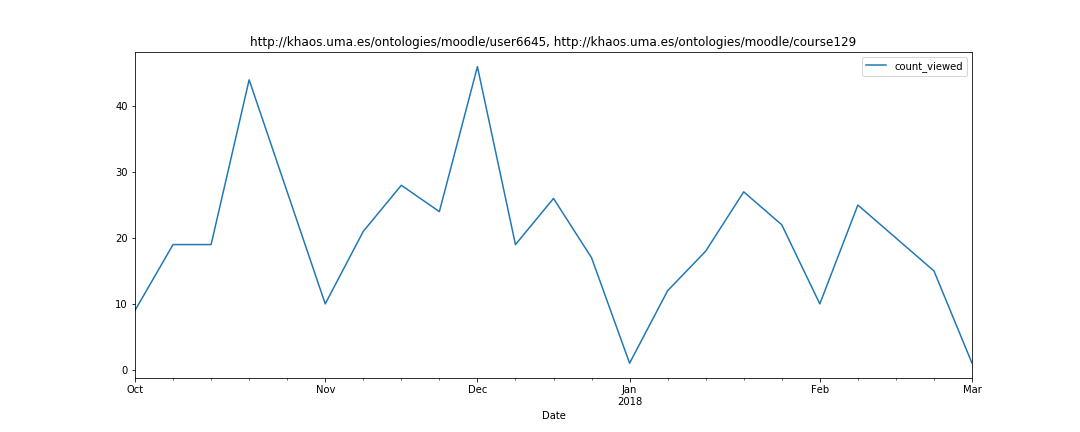 http://khaos.uma.es/ontologies/moodle/user6645, http://khaos.uma.es/ontologies/moodle/course129
count_viewed
40
30
20
10
0
Oct Nov Dec Jan Feb Mar
2018
Date